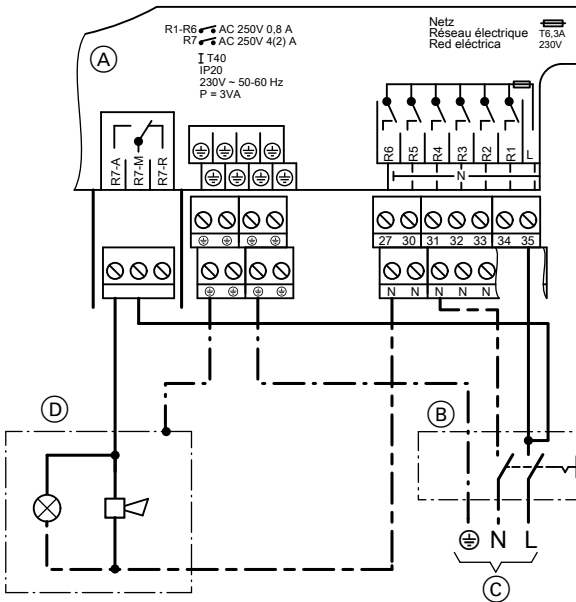 R1-R6 AC 250V 0,8 A
R7 AC 250V 4(2) A
T40
IP20
230V ~ 50-60 Hz
P = 3VA
Netz
Réseau électrique
Red eléctrica
T6,3A
230V
A
R7-A R7-M R7-R
R6 R5 R4 R3 R2 R1 L
N
27 30 31 32 33 34 35
N N N N N
D
B
N L
C